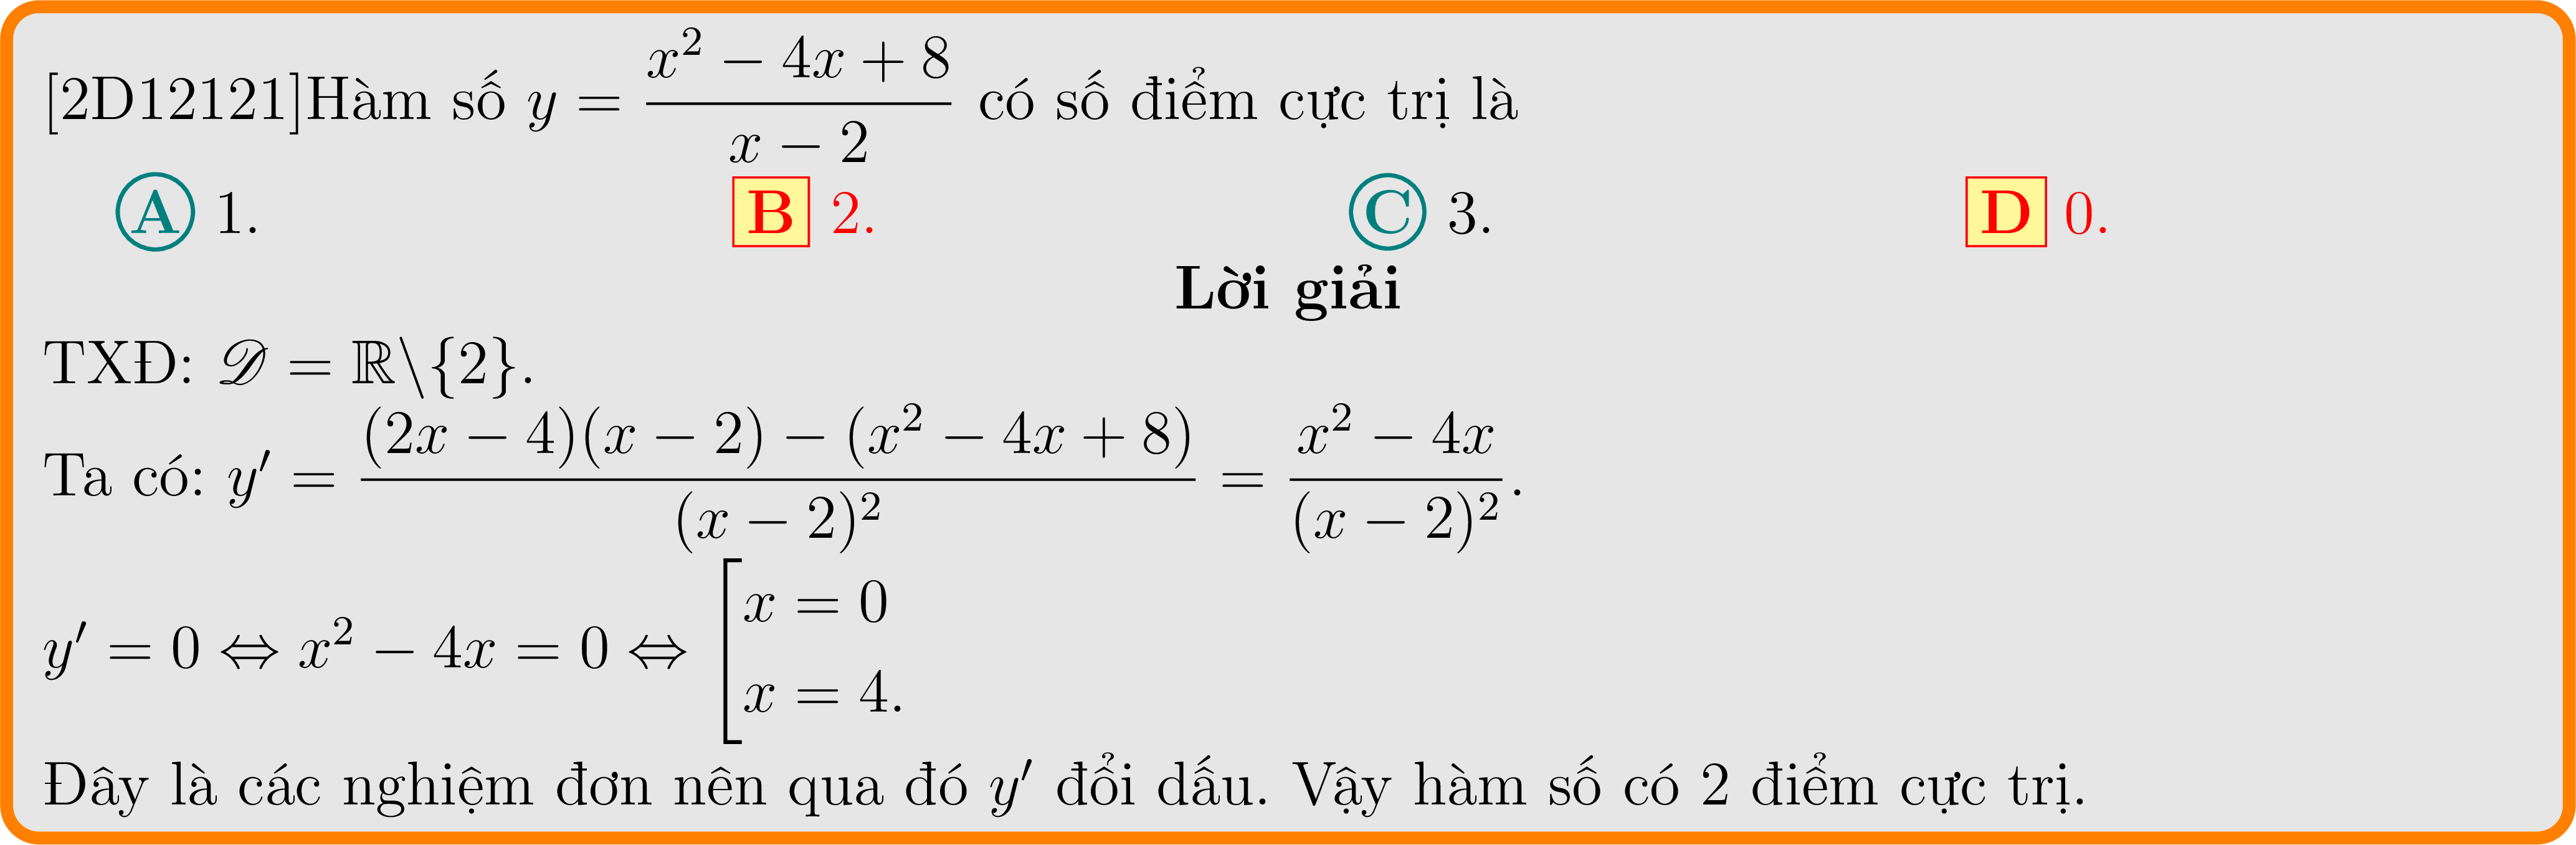 [2D12121]Hàm số $y = \dfrac{x^2 - 4x + 8}{x - 2}$ có số điểm cực trị là
A 1. B 2. C 3. D 0.
Lời giải
TXĐ: $\mathscr{D} = \mathbb{R} \backslash \{2\}$.
Ta có: $y' = \dfrac{(2x - 4)(x - 2) - (x^2 - 4x + 8)}{(x - 2)^2} = \dfrac{x^2 - 4x}{(x - 2)^2}$.
$y' = 0 \Leftrightarrow x^2 - 4x = 0 \Leftrightarrow \left[\begin{array}{l} x = 0 \\ x = 4. \end{array}\right.$
Đây là các nghiệm đơn nên qua đó $y'$ đổi dấu. Vậy hàm số có 2 điểm cực trị.